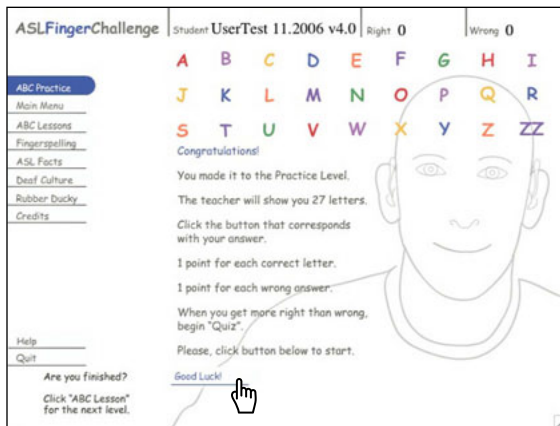 ASLFingerChallenge
Student UserTest 11.2006 v4.0
Right 0
Wrong 0
A B C D E F G H I
J K L M N O P Q R
S T U V W X Y Z ZZ
ABC Practice
Main Menu
ABC Lessons
Fingerspelling
ASL Facts
Deaf Culture
Rubber Ducky
Credits
Help
Quit
Are you finished?
Click "ABC Lesson"
for the next level.
Congratulations!
You made it to the Practice Level.
The teacher will show you 27 letters.
Click the button that corresponds
with your answer.
1 point for each correct letter.
1 point for each wrong answer.
When you get more right than wrong,
begin "Quiz".
Please, click button below to start.
Good Luck!